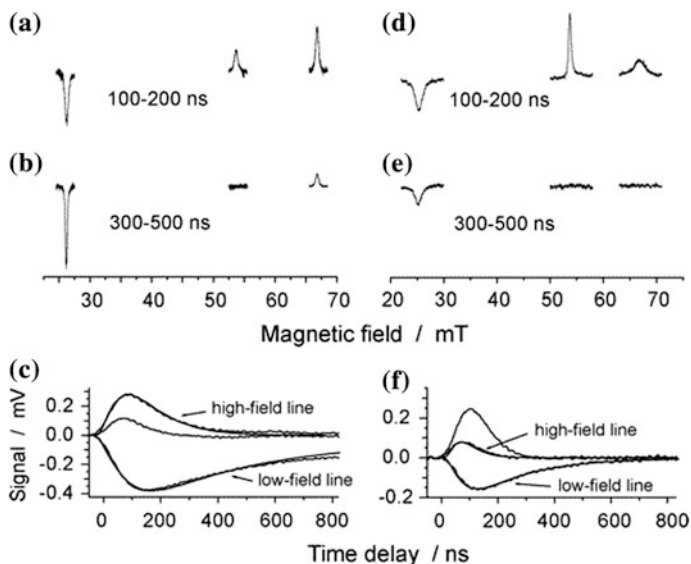 (a)
100-200 ns
(b)
300-500 ns
30 40 50 60 70
(d)
100-200 ns
(e)
300-500 ns
20 30 40 50 60 70
Magnetic field / mT
(c)
Signal / mV
0.2
0.0
-0.2
-0.4
high-field line
low-field line
0 200 400 600 800
(f)
0.2
0.0
-0.2
high-field line
low-field line
0 200 400 600 800
Time delay / ns